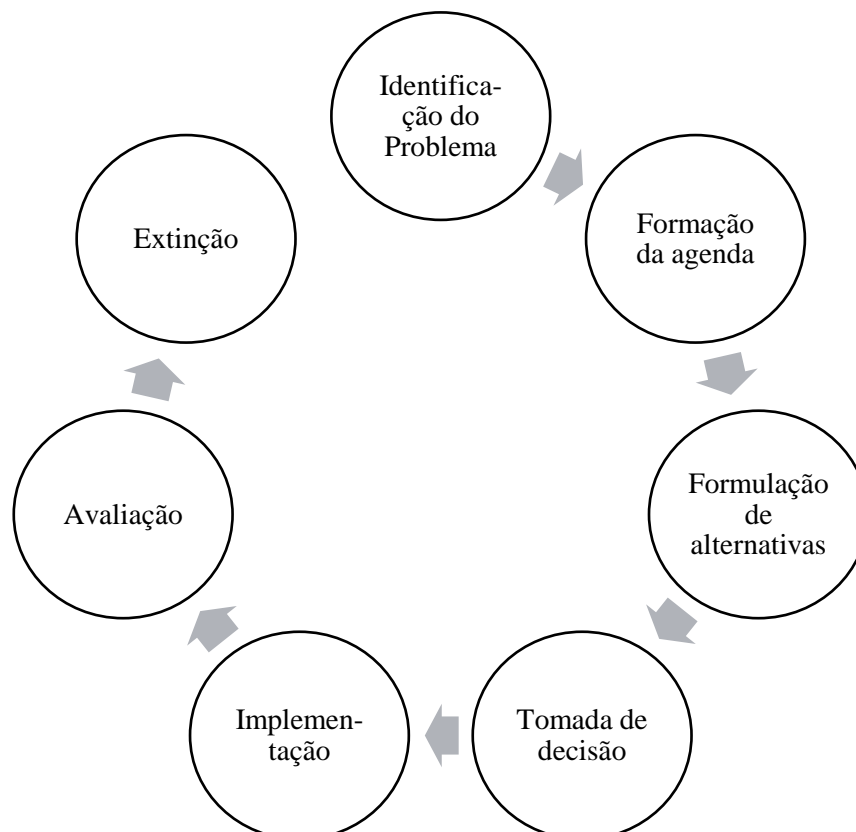 Identifica-
ção do
Problema
Formação
da agenda
Formulação
de
alternativas
Tomada de
decisão
Implemen-
tação
Avaliação
Extinção